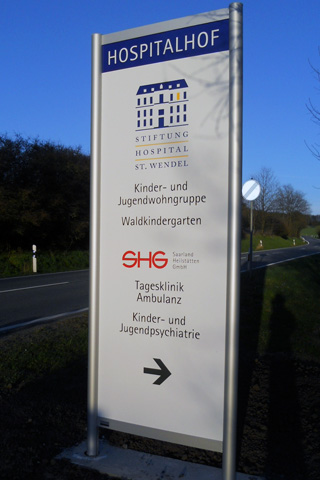 HOSPITALHOF
STIFTUNG
HOSPITAL
ST. WENDEL
Kinder- und
Jugendwohngruppe
Waldkindergarten
SHG Saarland
Heilstätten
GmbH
Tagesklinik
Ambulanz
Kinder- und
Jugendpsychiatrie